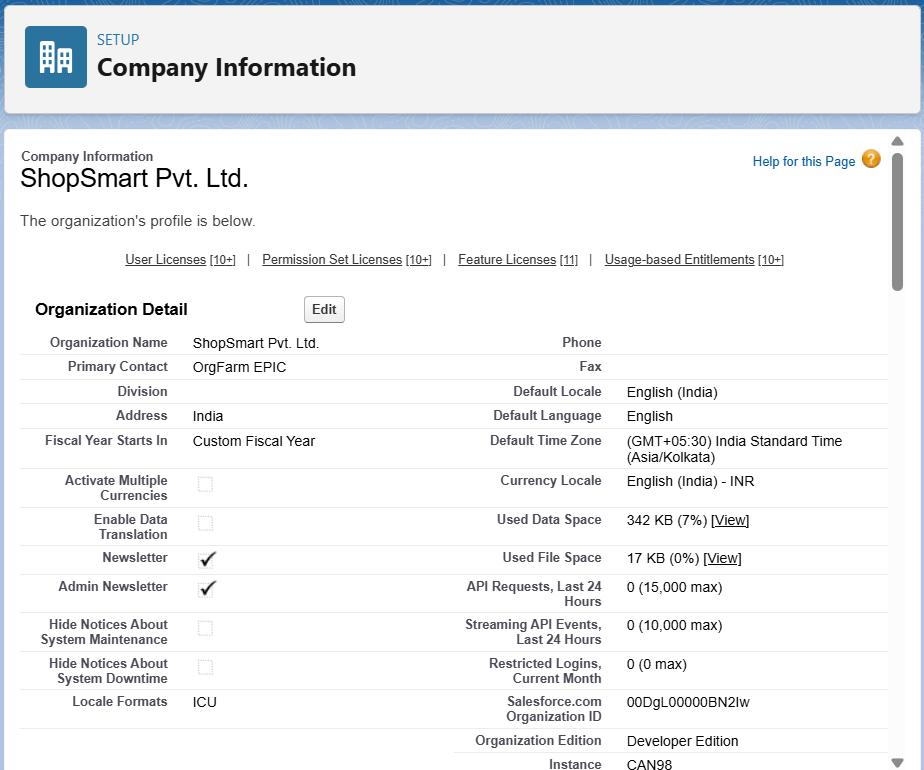 SETUP
Company Information
Company Information
ShopSmart Pvt. Ltd.
Help for this Page ?
The organization's profile is below.
User Licenses [10+] | Permission Set Licenses [10+] | Feature Licenses [11] | Usage-based Entitlements [10+]
Organization Detail
Edit
Organization Name ShopSmart Pvt. Ltd. Phone
Primary Contact OrgFarm EPIC Fax
Division Default Locale English (India)
Address India Default Language English
Fiscal Year Starts In Custom Fiscal Year Default Time Zone (GMT+05:30) India Standard Time
(Asia/Kolkata)
Activate Multiple
Currencies
Currency Locale English (India) - INR
Enable Data
Translation
Used Data Space 342 KB (7%) [View]
Newsletter Used File Space 17 KB (0%) [View]
Admin Newsletter API Requests, Last 24
Hours
0 (15,000 max)
Hide Notices About
System Maintenance
Streaming API Events,
Last 24 Hours
0 (10,000 max)
Hide Notices About
System Downtime
Restricted Logins,
Current Month
0 (0 max)
Locale Formats ICU Salesforce.com
Organization ID
00DgL00000BN2Iw
Organization Edition Developer Edition
Instance CAN98